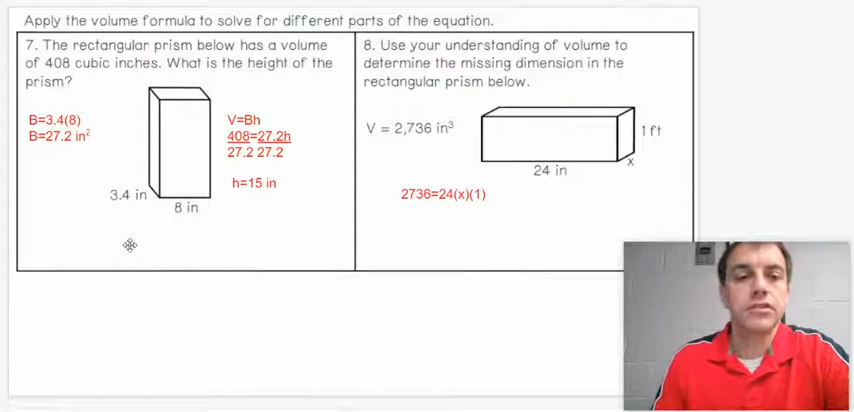 Apply the volume formula to solve for different parts of the equation.
7. The rectangular prism below has a volume
of 408 cubic inches. What is the height of the
prism?
B=3.4(8)
B=27.2 in²
V=Bh
408=27.2h
27.2 27.2
h=15 in
3.4 in
8 in
8. Use your understanding of volume to
determine the missing dimension in the
rectangular prism below.
V = 2,736 in³
1 ft
x
24 in
2736=24(x)(1)